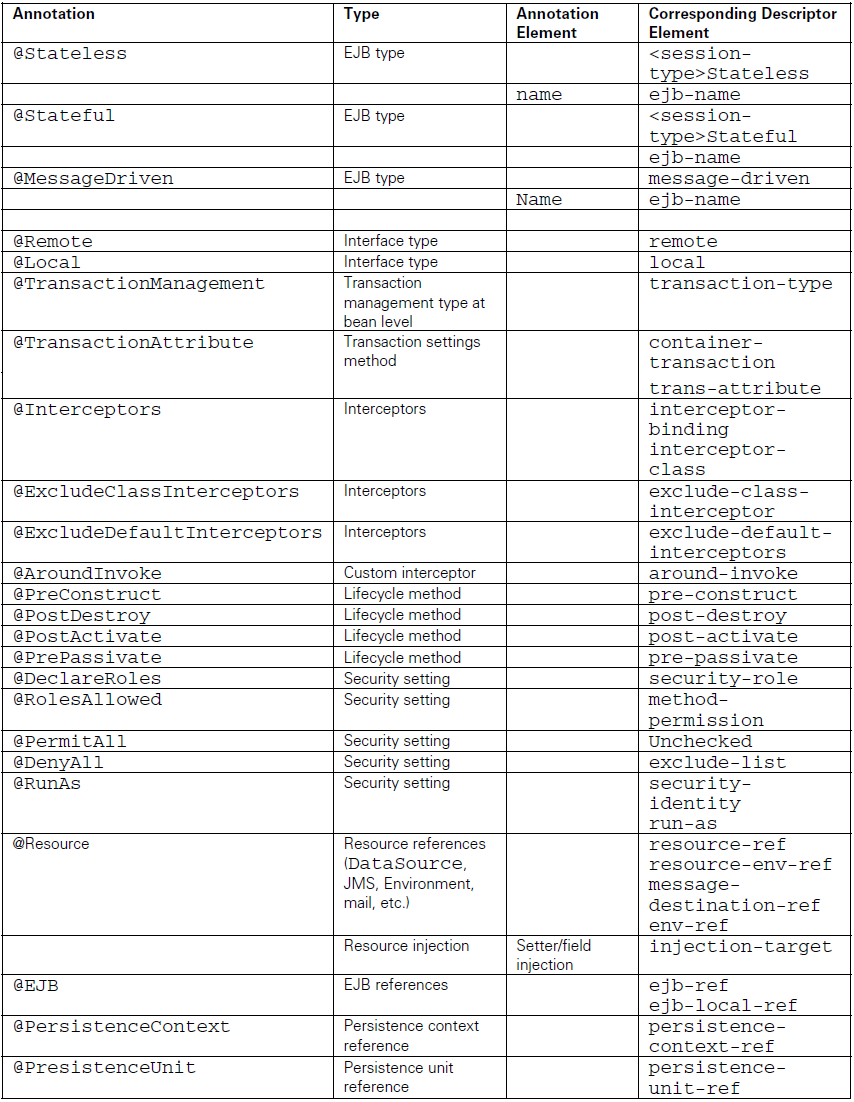 Annotation Type Annotation Element Corresponding Descriptor Element
@Stateless EJB type <session-
type>Stateless
name ejb-name
@Stateful EJB type <session-
type>Stateful
ejb-name
@MessageDriven EJB type message-driven
Name ejb-name
@Remote Interface type remote
@Local Interface type local
@TransactionManagement Transaction transaction-type
management type at
bean level
@TransactionAttribute Transaction settings container-
method transaction
trans-attribute
@Interceptors Interceptors interceptor-
binding
interceptor-
class
@ExcludeClassInterceptors Interceptors exclude-class-
interceptor
@ExcludeDefaultInterceptors Interceptors exclude-default-
interceptors
@AroundInvoke Custom interceptor around-invoke
@PreConstruct Lifecycle method pre-construct
@PostDestroy Lifecycle method post-destroy
@PostActivate Lifecycle method post-activate
@PrePassivate Lifecycle method pre-passivate
@DeclareRoles Security setting security-role
@RolesAllowed Security setting method-
permission
@PermitAll Security setting Unchecked
@DenyAll Security setting exclude-list
@RunAs Security setting security-
identity
run-as
@Resource Resource references resource-ref
(DataSource, resource-env-ref
JMS, Environment, message-
mail, etc.) destination-ref
env-ref
Resource injection Setter/field injection-target
injection
@EJB EJB references ejb-ref
ejb-local-ref
@PersistenceContext Persistence context persistence-
reference context-ref
@PresistenceUnit Persistence unit persistence-
reference unit-ref